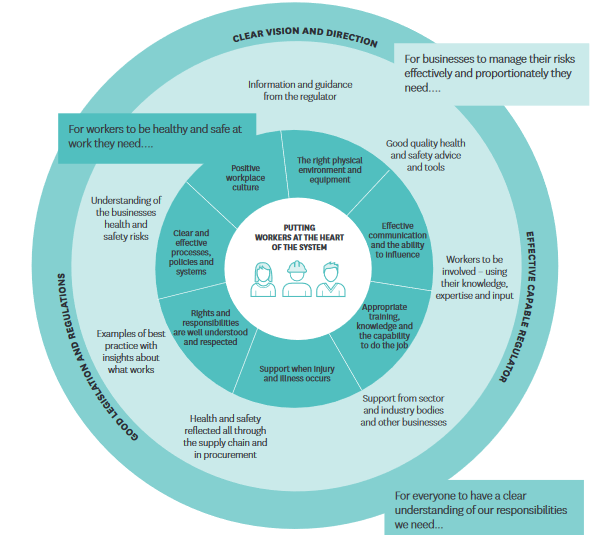 CLEAR VISION AND DIRECTION
For businesses to manage their risks
effectively and proportionately they
need....
Information and guidance
from the regulator
For workers to be healthy and safe at
work they need....
Good quality health
and safety advice
and tools
Positive
workplace
culture
The right physical
environment and
equipment
Understanding of
the businesses
health and
safety risks
Clear and
effective
processes,
policies and
systems
PUTTING
WORKERS AT THE HEART
OF THE SYSTEM
Effective
communication
and the ability
to influence
Workers to be
involved – using
their knowledge,
expertise and input
EFFECTIVE CAPABLE REGULATOR
GOOD LEGISLATION AND REGULATIONS
Examples of best
practice with
insights about
what works
Rights and
responsibilities
are well understood
and respected
Appropriate
training,
knowledge and
the capability
to do the job
Support when injury
and illness occurs
Support from sector
and industry bodies
and other businesses
Health and safety
reflected all through
the supply chain and
in procurement
For everyone to have a clear
understanding of our responsibilities
we need...